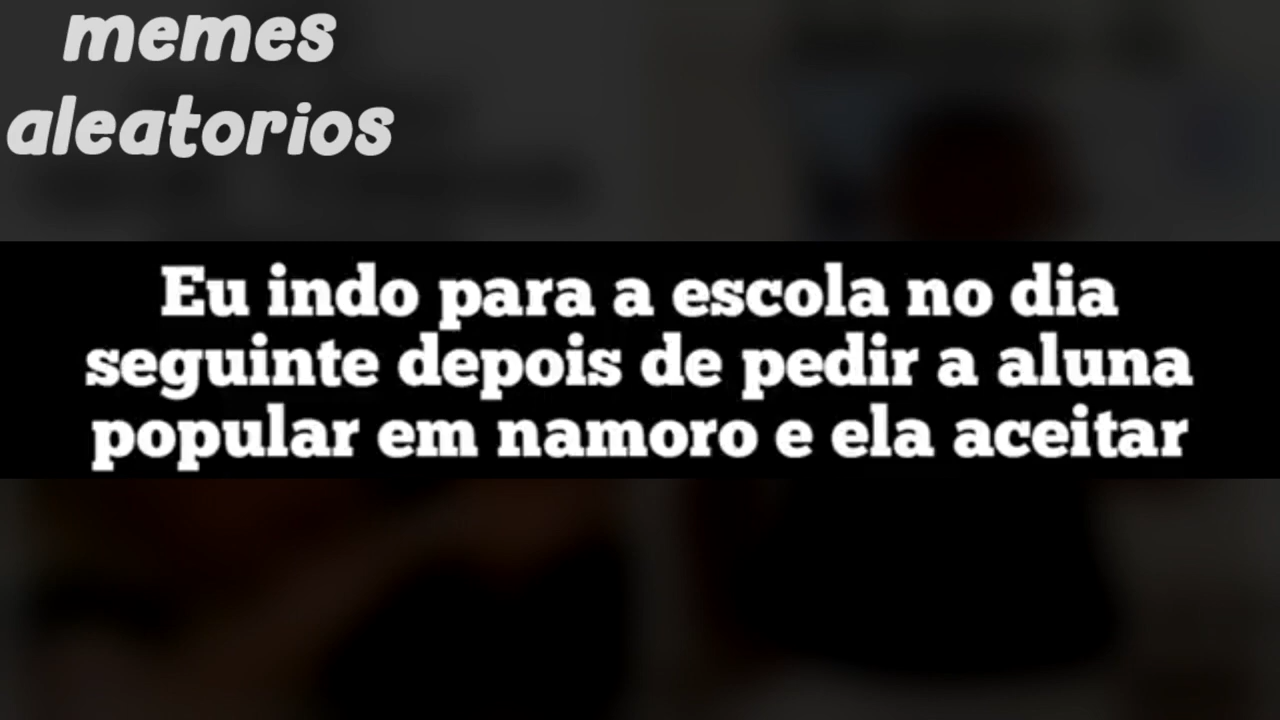 memes
aleatorios
Eu indo para a escola no dia
seguinte depois de pedir a aluna
popular em namoro e ela aceitar